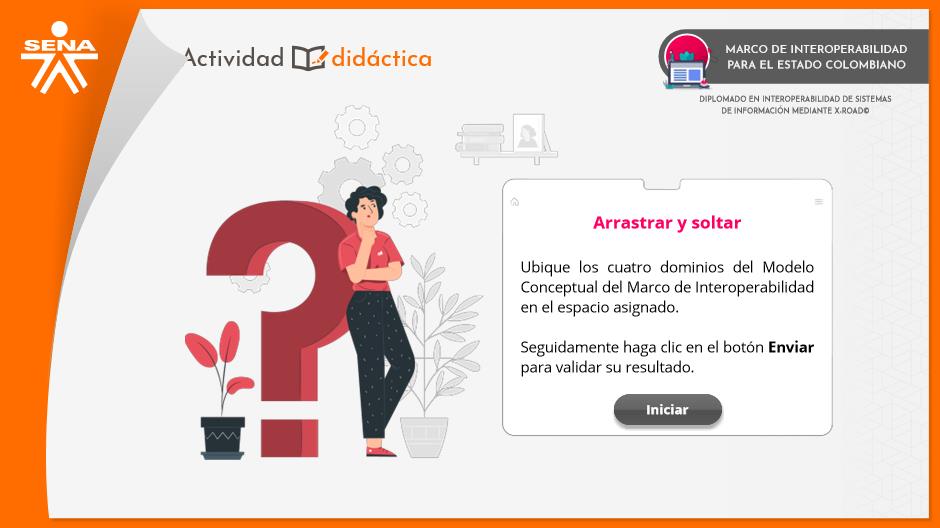 SENA
Actividad didáctica
MARCO DE INTEROPERABILIDAD
PARA EL ESTADO COLOMBIANO
DIPLOMADO EN INTEROPERABILIDAD DE SISTEMAS
DE INFORMACIÓN MEDIANTE X-ROAD©
Arrastrar y soltar
Ubique los cuatro dominios del Modelo
Conceptual del Marco de Interoperabilidad
en el espacio asignado.
Seguidamente haga clic en el botón Enviar
para validar su resultado.
Iniciar